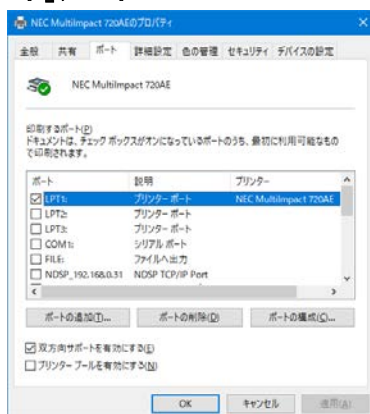 NEC MultiImpact 720AEのプロパティ
全般 共有 ポート 詳細設定 色の管理 セキュリティ デバイスの設定
NEC MultiImpact 720AE
印刷するポート(P)
ドキュメントは、チェック ボックスがオンになっているポートのうち、最初に利用可能なもの
で印刷されます。
ポート 説明 プリンター
LPT1: プリンター ポート NEC MultiImpact 720AE
LPT2: プリンター ポート
LPT3: プリンター ポート
COM1: シリアル ポート
FILE: ファイルへ出力
NDSP_192.168.0.31 NDSP TCP/IP Port
ポートの追加(T)... ポートの削除(D) ポートの構成(C)...
双方向サポートを有効にする(E)
プリンター プールを有効にする(N)
OK キャンセル 適用(A)